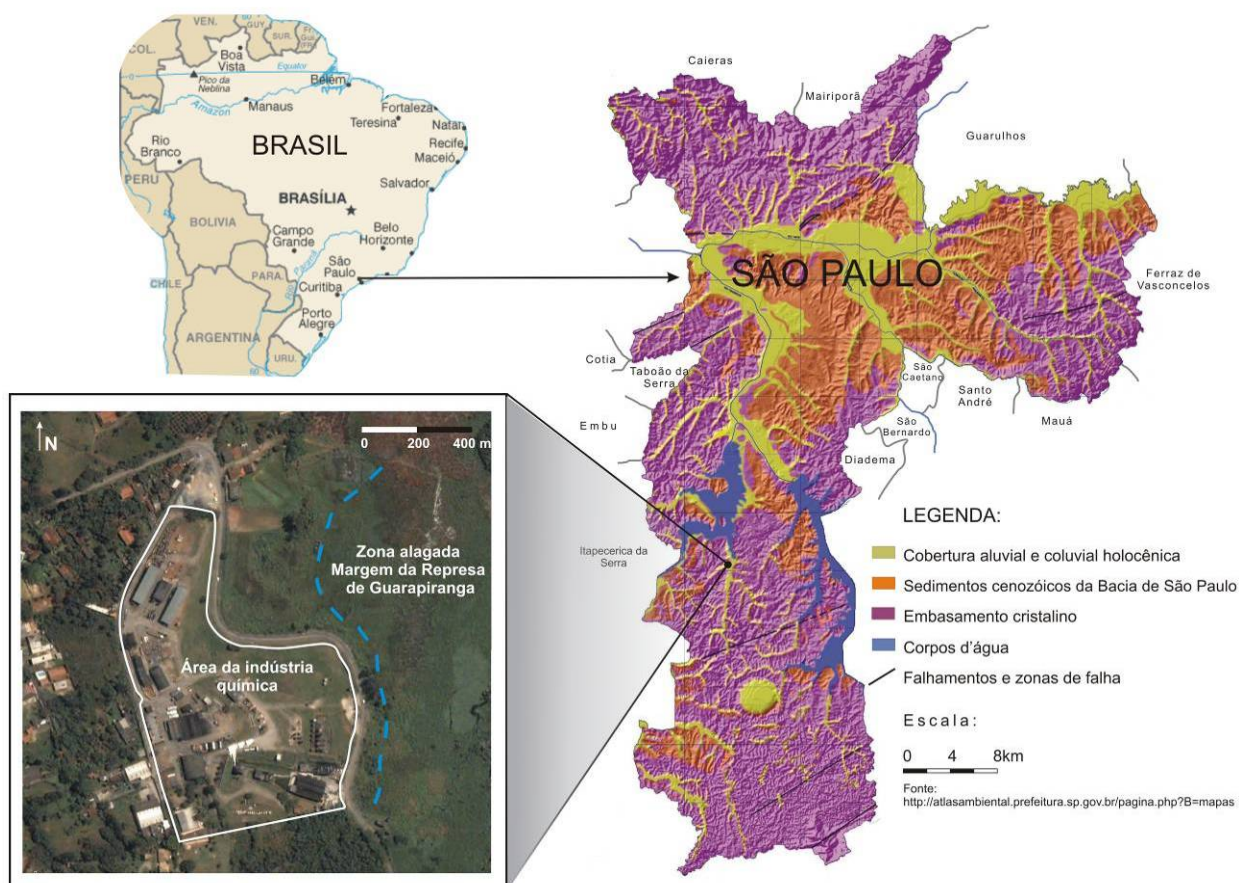 VEN.
GUY.
SUR.
COL.
Boa
Vista
Equator
Pico da
Neblina
Belém
Amazon
Manaus
Fortaleza
Teresina
Natal
Rio
Branco
BRASIL
Recife
Maceió
PERU
Salvador
BRASÍLIA
BOLIVIA
Campo
Grande
Belo
Horizonte
São
Paulo
PARA.
CHILE
Curitiba
Porto
Alegre
ARGENTINA
URU.
Caieras
Mairiporã
Guarulhos
SÃO PAULO
Ferraz de
Vasconcelos
Cotia
Taboão da
Serra
São
Caetano
Santo
André
Mauá
Embu
São
Bernardo
Diadema
Itapecerica da
Serra
N
0 200 400 m
Zona alagada
Margem da Represa
de Guarapiranga
Área da indústria
química
LEGENDA:
Cobertura aluvial e coluvial holocênica
Sedimentos cenozóicos da Bacia de São Paulo
Embasamento cristalino
Corpos d'água
Falhamentos e zonas de falha
Escala:
0 4 8km
Fonte:
http://atlasambiental.prefeitura.sp.gov.br/pagina.php?B=mapas